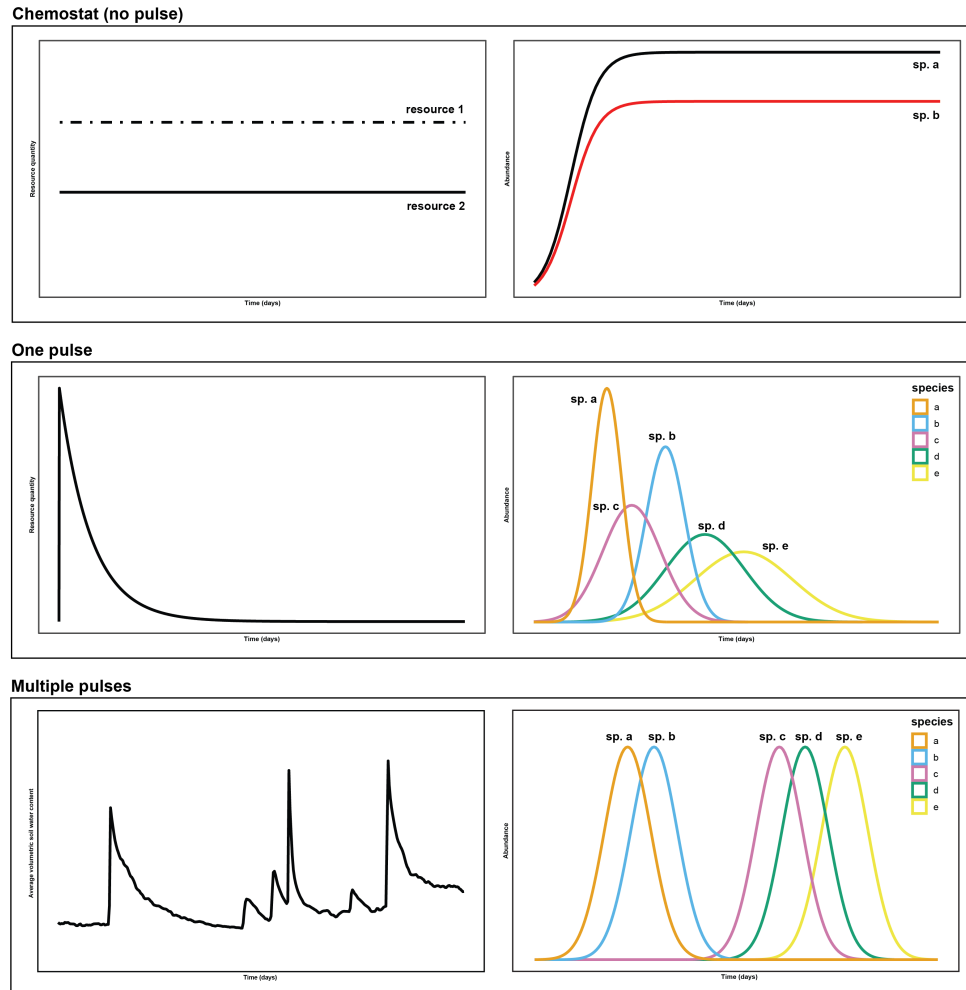 Chemostat (no pulse)
Resource quantity
resource 1
resource 2
Time (days)
Abundance
sp. a
sp. b
Time (days)
One pulse
Resource quantity
Time (days)
Abundance
sp. a
sp. b
sp. c
sp. d
sp. e
species
a
b
c
d
e
Time (days)
Multiple pulses
Average volumetric soil water content
Time (days)
Abundance
sp. a
sp. b
sp. c
sp. d
sp. e
species
a
b
c
d
e
Time (days)